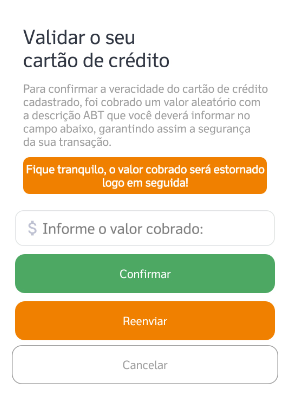 Validar o seu
cartão de crédito
Para confirmar a veracidade do cartão de crédito
cadastrado, foi cobrado um valor aleatório com
a descrição ABT que você deverá informar no
campo abaixo, garantindo assim a segurança
da sua transação.
Fique tranquilo, o valor cobrado será estornado
logo em seguida!
$ Informe o valor cobrado:
Confirmar
Reenviar
Cancelar